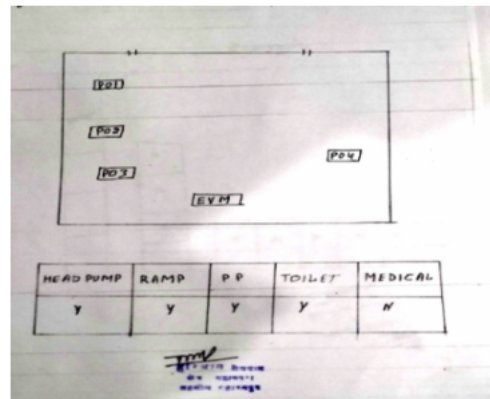 PO1
PO2
PO3
PO4
EVM
HEAD PUMP RAMP P P TOILET MEDICAL
Y Y Y Y N